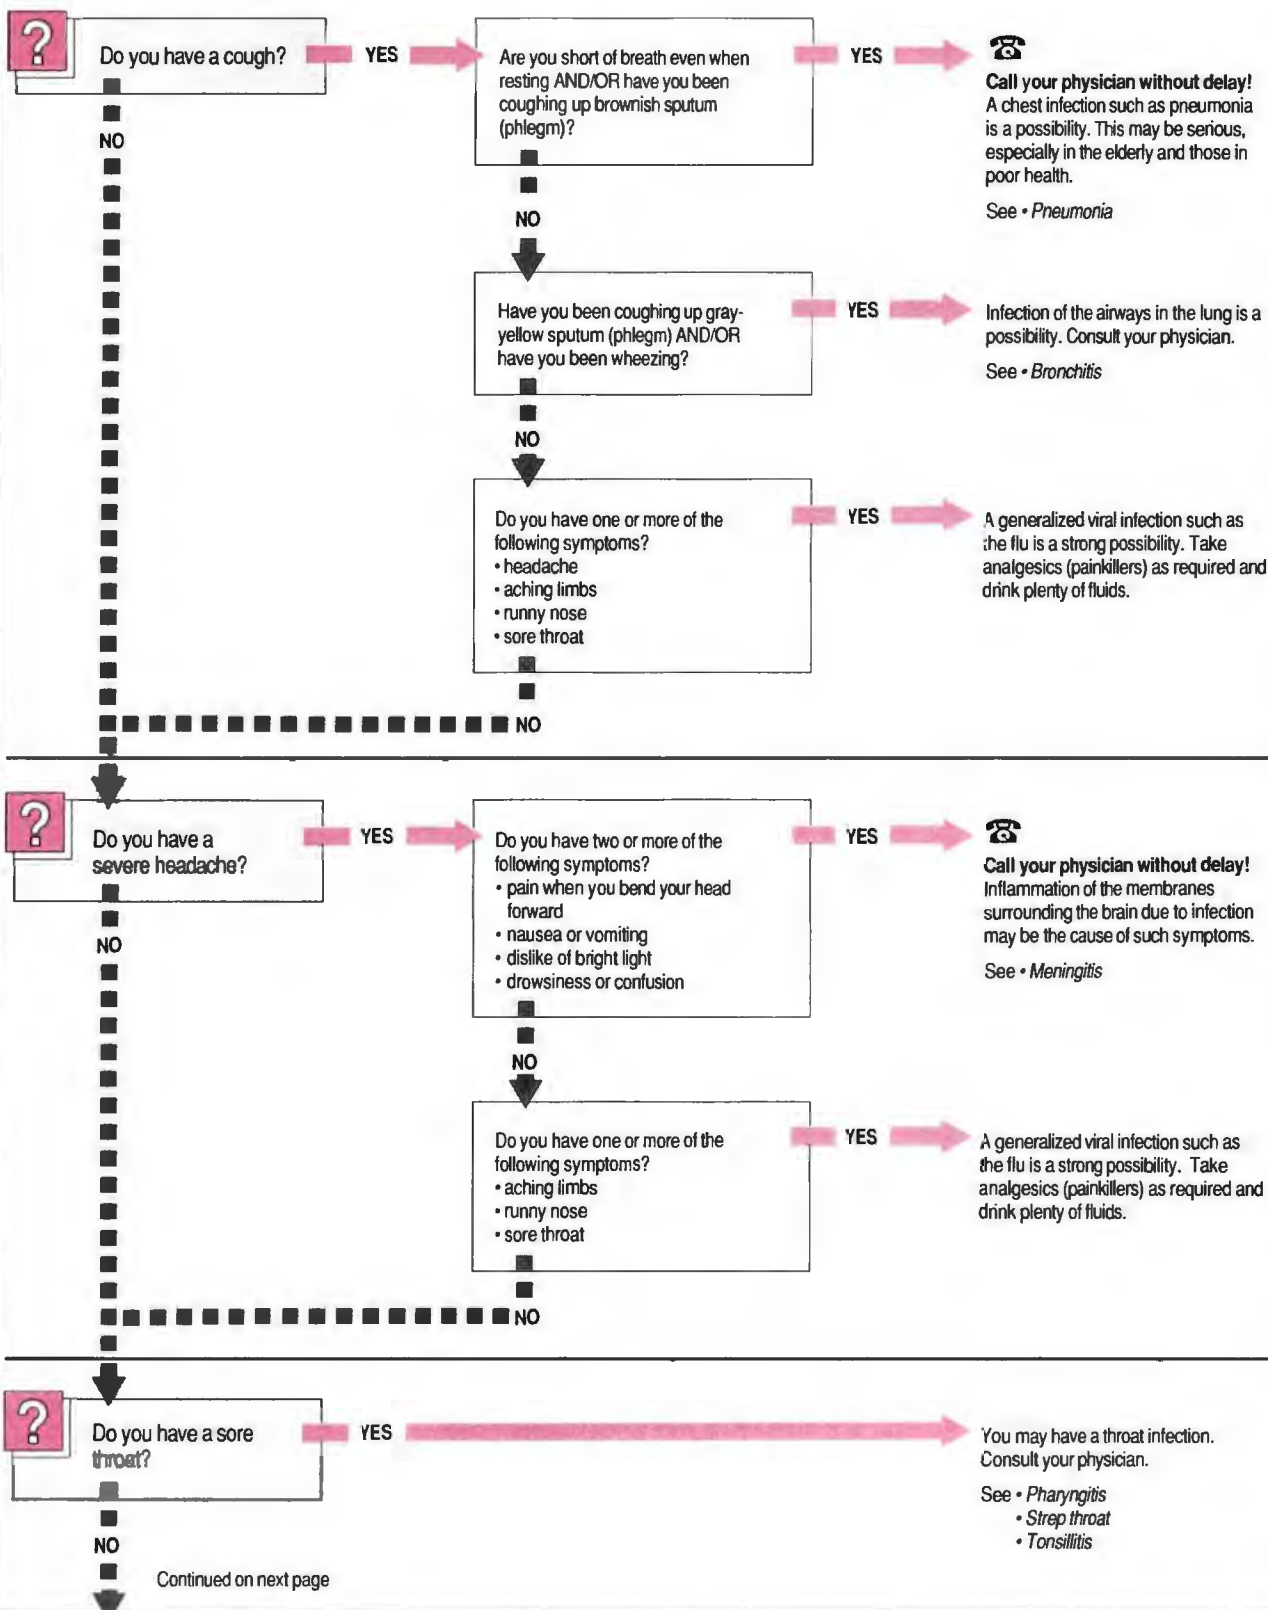 ?
Do you have a cough?
YES
Are you short of breath even when
resting AND/OR have you been
coughing up brownish sputum
(phlegm)?
YES
Call your physician without delay!
A chest infection such as pneumonia
is a possibility. This may be serious,
especially in the elderly and those in
poor health.
See • Pneumonia
NO
NO
Have you been coughing up gray-
yellow sputum (phlegm) AND/OR
have you been wheezing?
YES
Infection of the airways in the lung is a
possibility. Consult your physician.
See • Bronchitis
NO
Do you have one or more of the
following symptoms?
• headache
• aching limbs
• runny nose
• sore throat
YES
A generalized viral infection such as
the flu is a strong possibility. Take
analgesics (painkillers) as required and
drink plenty of fluids.
NO
?
Do you have a
severe headache?
YES
Do you have two or more of the
following symptoms?
• pain when you bend your head
forward
• nausea or vomiting
• dislike of bright light
• drowsiness or confusion
YES
Call your physician without delay!
Inflammation of the membranes
surrounding the brain due to infection
may be the cause of such symptoms.
See • Meningitis
NO
NO
Do you have one or more of the
following symptoms?
• aching limbs
• runny nose
• sore throat
YES
A generalized viral infection such as
the flu is a strong possibility. Take
analgesics (painkillers) as required and
drink plenty of fluids.
NO
?
Do you have a sore
throat?
YES
You may have a throat infection.
Consult your physician.
See • Pharyngitis
• Strep throat
• Tonsillitis
NO
Continued on next page